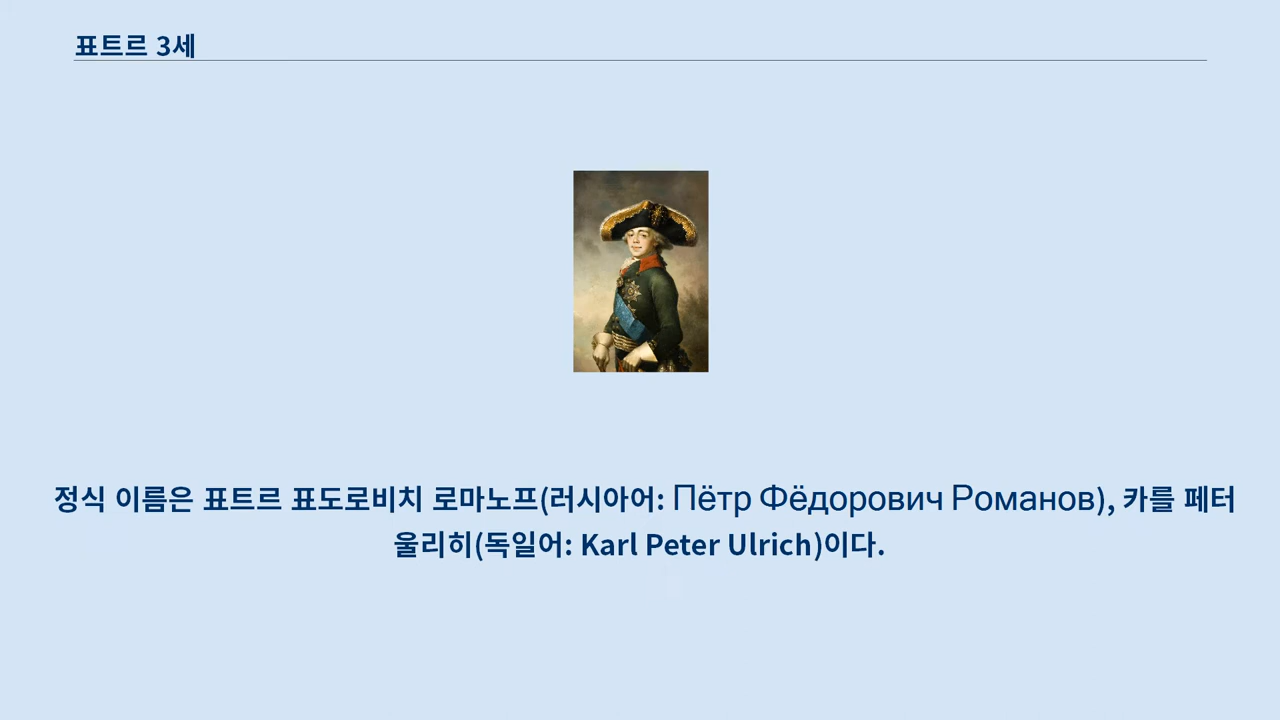 표트르 3세
정식 이름은 표트르 표도로비치 로마노프(러시아어: Пётр Фёдорович Романов), 카를 페터
울리히(독일어: Karl Peter Ulrich)이다.